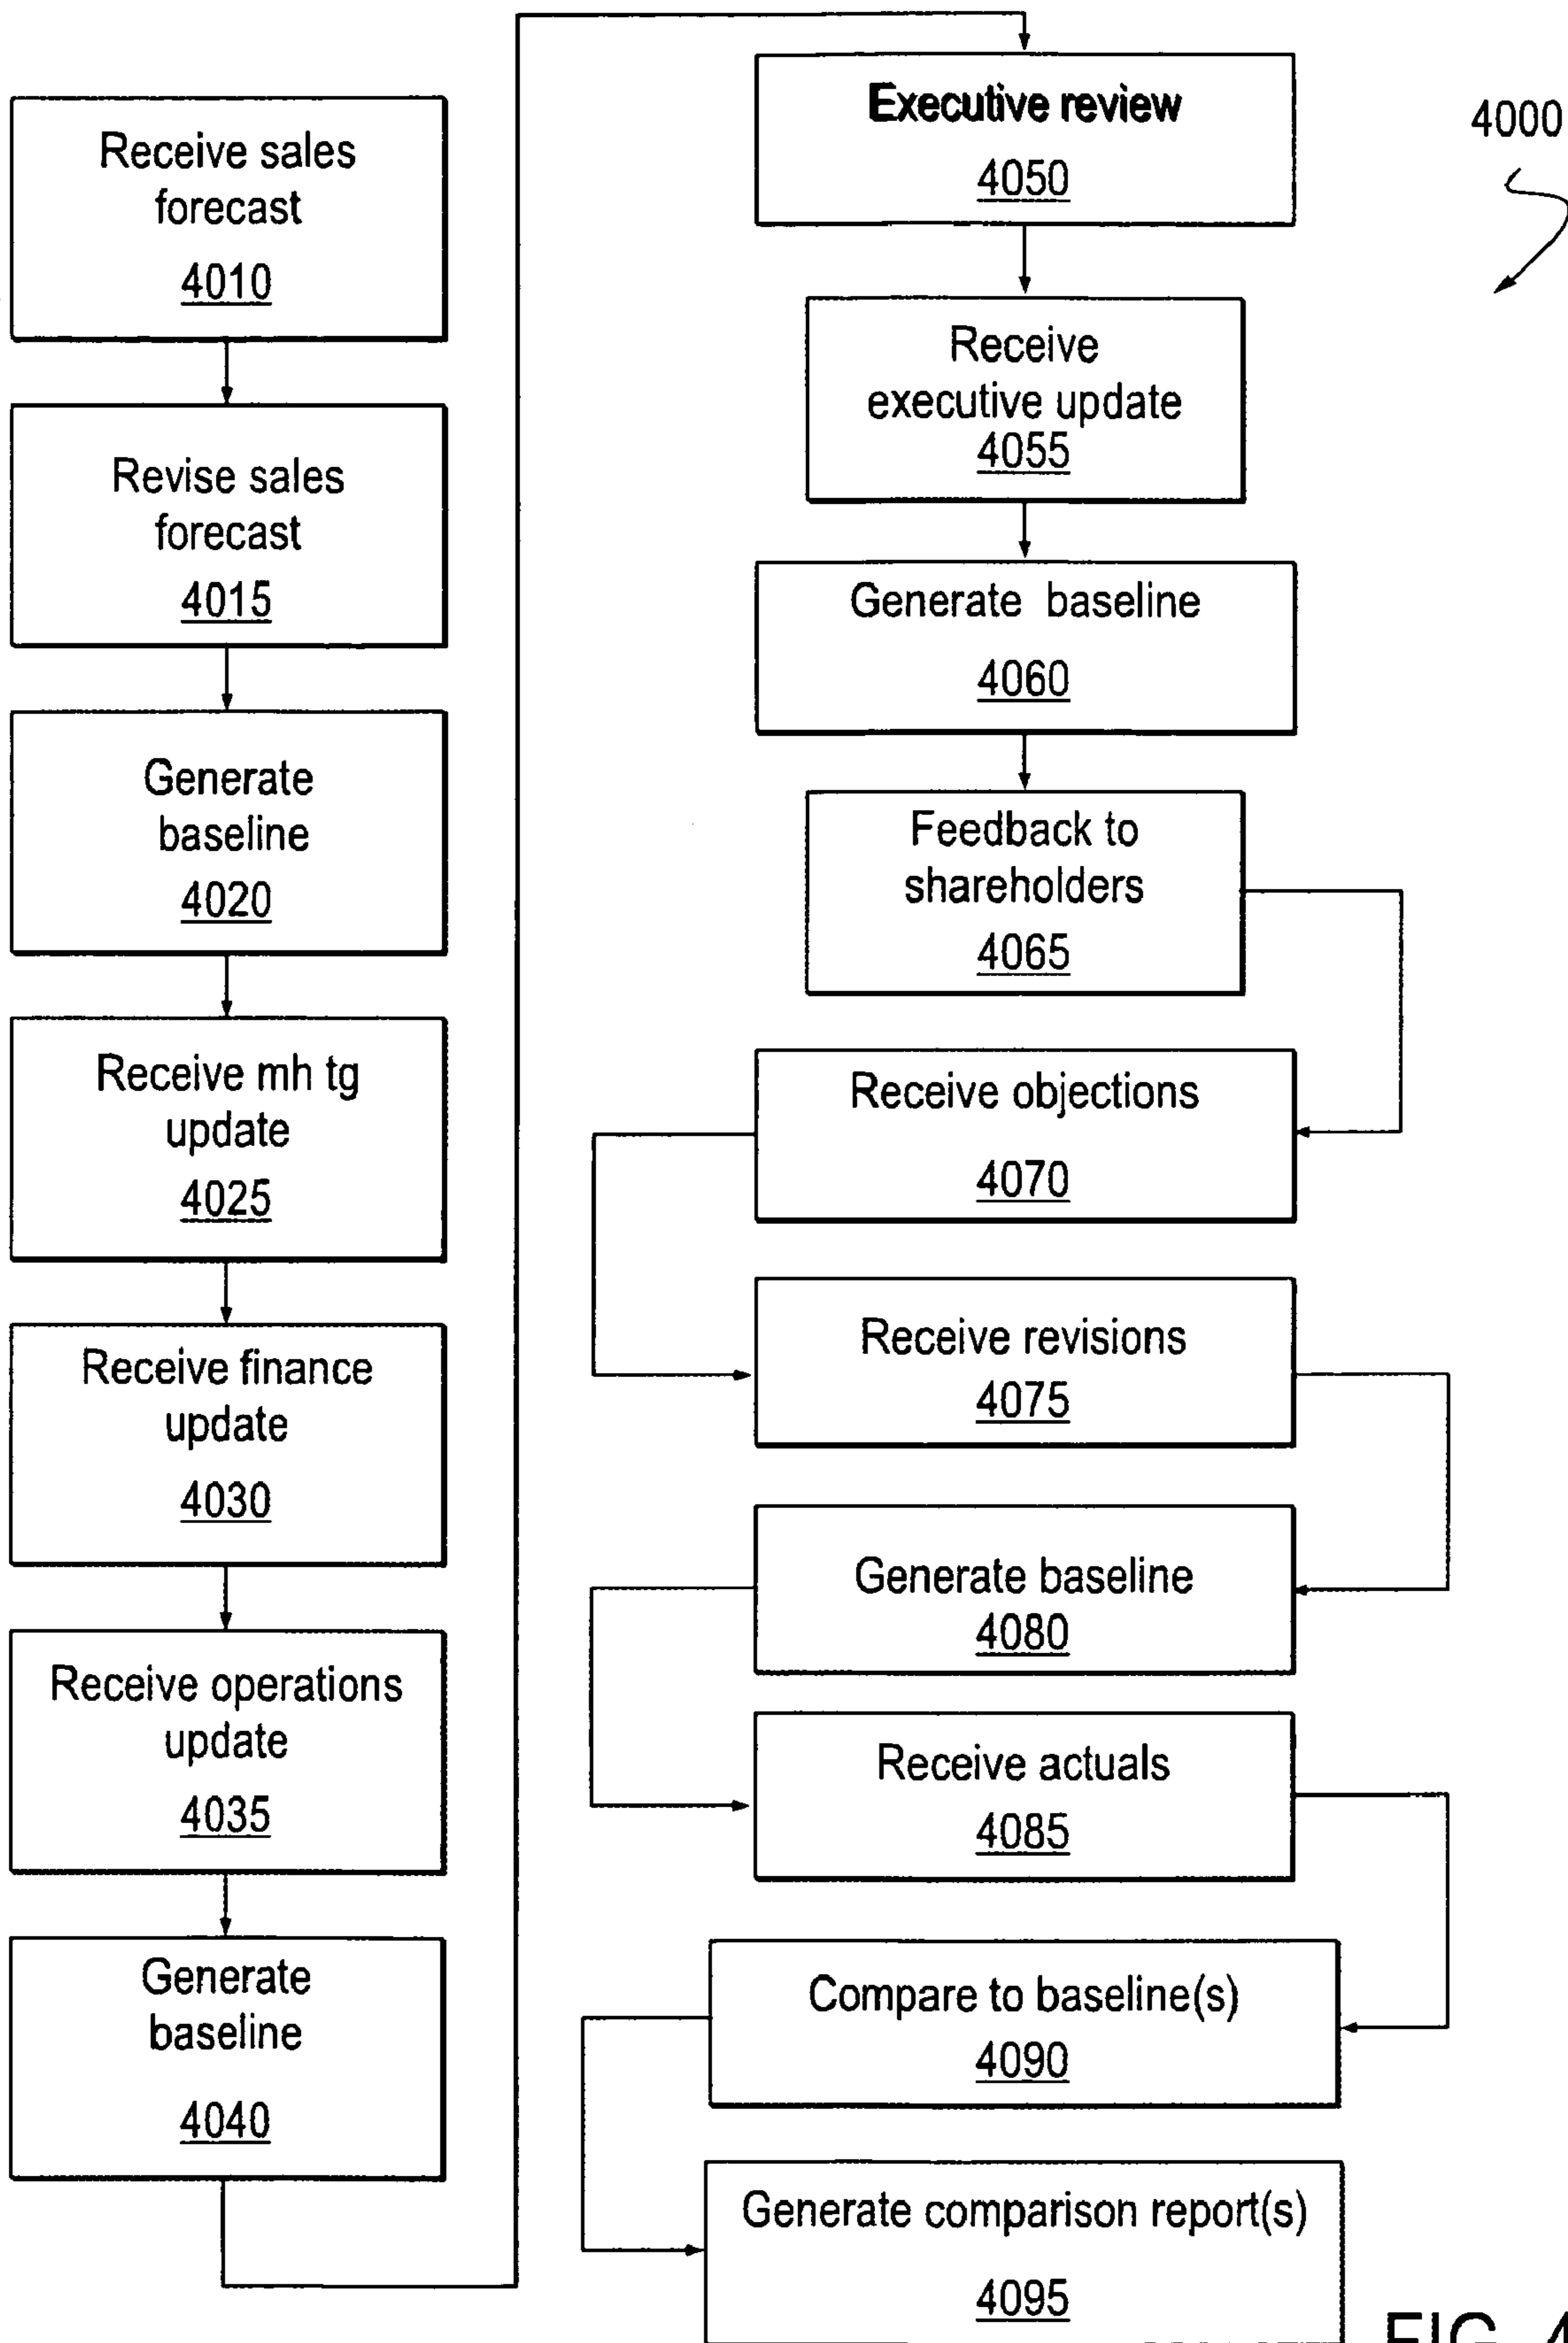 Receive sales
forecast
4010
Revise sales
forecast
4015
Generate
baseline
4020
Receive mh tg
update
4025
Receive finance
update
4030
Receive operations
update
4035
Generate
baseline
4040
Executive review
4050
Receive
executive update
4055
Generate baseline
4060
Feedback to
shareholders
4065
Receive objections
4070
Receive revisions
4075
Generate baseline
4080
Receive actuals
4085
Compare to baseline(s)
4090
Generate comparison report(s)
4095
4000
FIG. 4